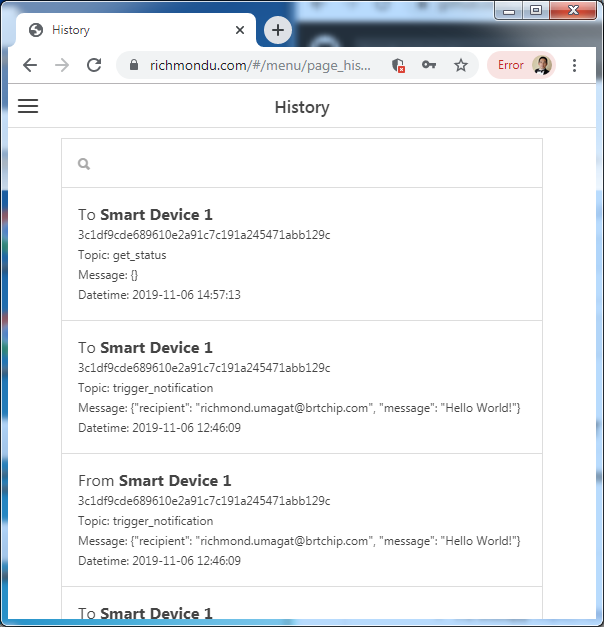 History
richmondu.com/#/menu/page_his...
Error
History
To Smart Device 1
3c1df9cde689610e2a91c7c191a245471abb129c
Topic: get_status
Message: {}
Datetime: 2019-11-06 14:57:13
To Smart Device 1
3c1df9cde689610e2a91c7c191a245471abb129c
Topic: trigger_notification
Message: {"recipient": "richmond.umagat@brtchip.com", "message": "Hello World!"}
Datetime: 2019-11-06 12:46:09
From Smart Device 1
3c1df9cde689610e2a91c7c191a245471abb129c
Topic: trigger_notification
Message: {"recipient": "richmond.umagat@brtchip.com", "message": "Hello World!"}
Datetime: 2019-11-06 12:46:09
To Smart Device 1